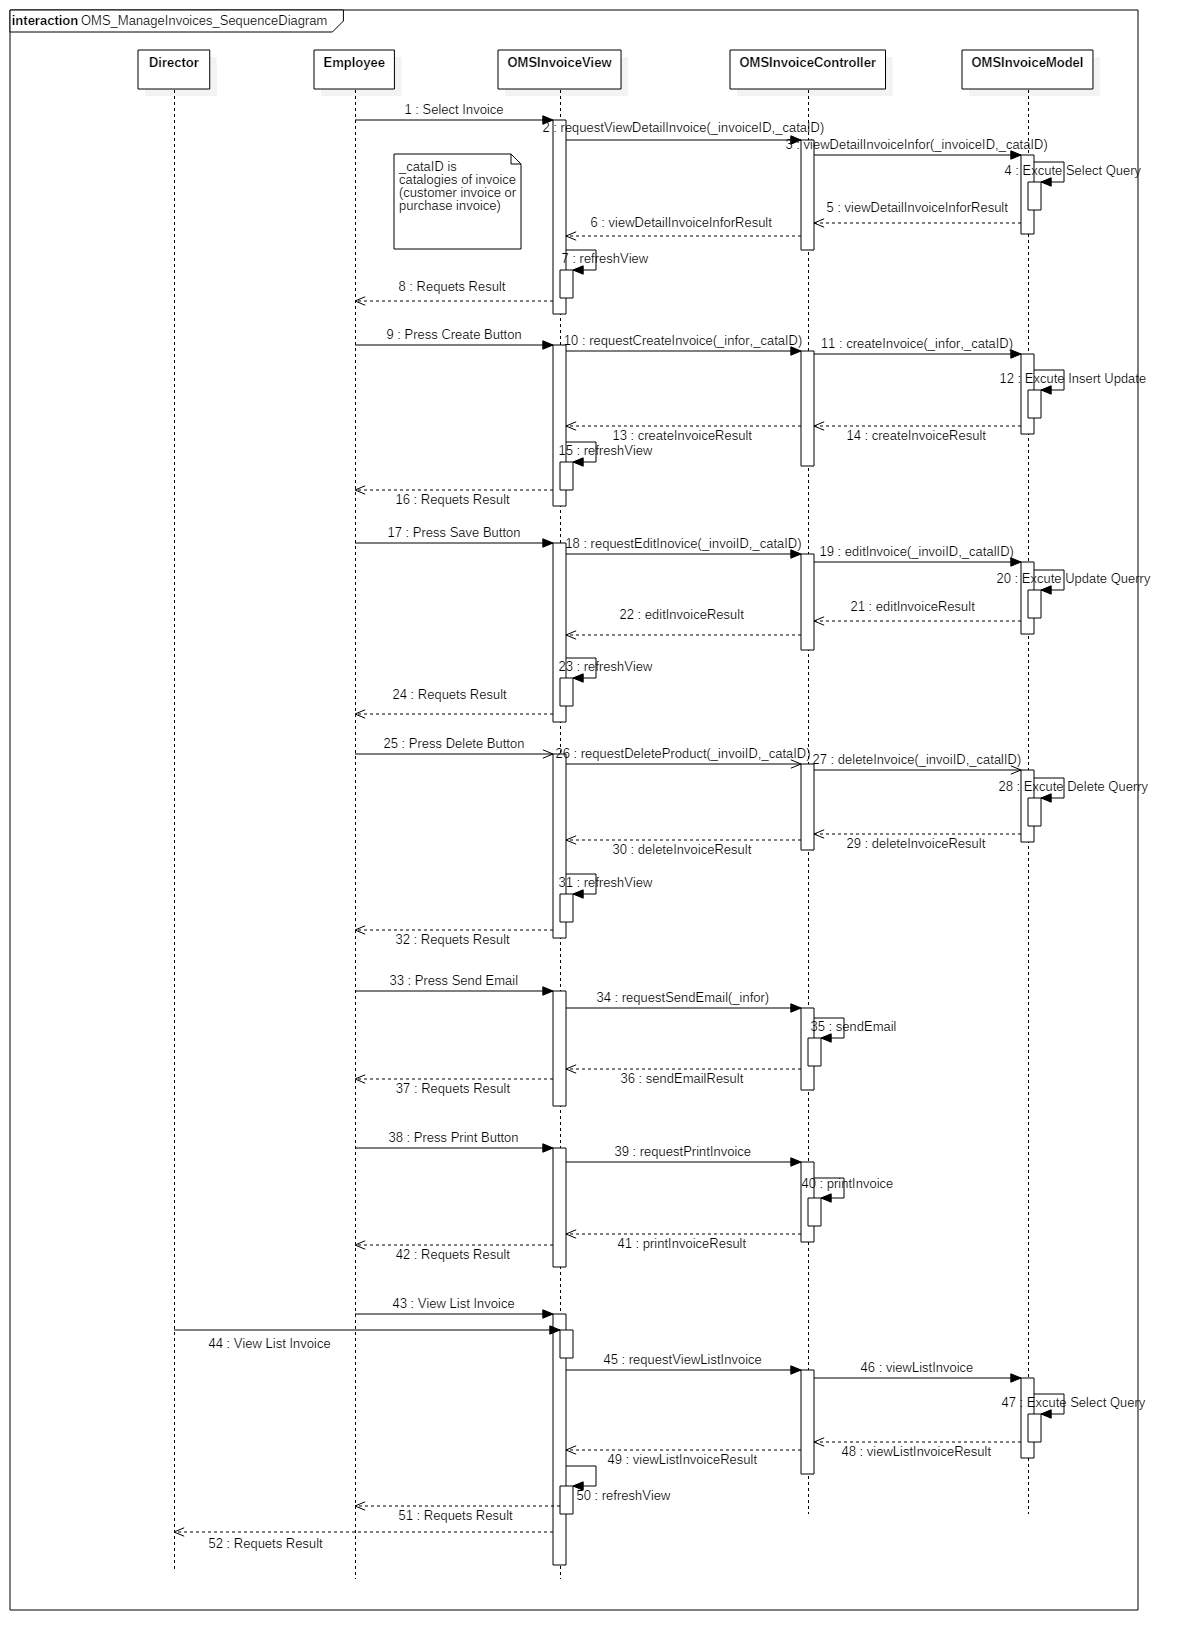 interaction OMS_ManageInvoices_SequenceDiagram
Director
Employee
OMSInvoiceView
OMSInvoiceController
OMSInvoiceModel
1 : Select Invoice
2 : requestViewDetailInvoice(_invoiceID,_cataID)
3 : viewDetailInvoiceInfor(_invoiceID,_cataID)
_cataID is
catalogies of invoice
(customer invoice or
purchase invoice)
4 : Excute Select Query
5 : viewDetailInvoiceInforResult
6 : viewDetailInvoiceInforResult
7 : refreshView
8 : Requets Result
9 : Press Create Button
10 : requestCreateInvoice(_infor,_cataID)
11 : createInvoice(_infor,_cataID)
12 : Excute Insert Update
13 : createInvoiceResult
14 : createInvoiceResult
15 : refreshView
16 : Requets Result
17 : Press Save Button
18 : requestEditInovice(_invoiID,_cataID)
19 : editInvoice(_invoiID,_catalID)
20 : Excute Update Querry
21 : editInvoiceResult
22 : editInvoiceResult
23 : refreshView
24 : Requets Result
25 : Press Delete Button
26 : requestDeleteProduct(_invoiID,_cataID)
27 : deleteInvoice(_invoiID,_catalID)
28 : Excute Delete Querry
29 : deleteInvoiceResult
30 : deleteInvoiceResult
31 : refreshView
32 : Requets Result
33 : Press Send Email
34 : requestSendEmail(_infor)
35 : sendEmail
36 : sendEmailResult
37 : Requets Result
38 : Press Print Button
39 : requestPrintInvoice
40 : printInvoice
41 : printInvoiceResult
42 : Requets Result
43 : View List Invoice
44 : View List Invoice
45 : requestViewListInvoice
46 : viewListInvoice
47 : Excute Select Query
48 : viewListInvoiceResult
49 : viewListInvoiceResult
50 : refreshView
51 : Requets Result
52 : Requets Result